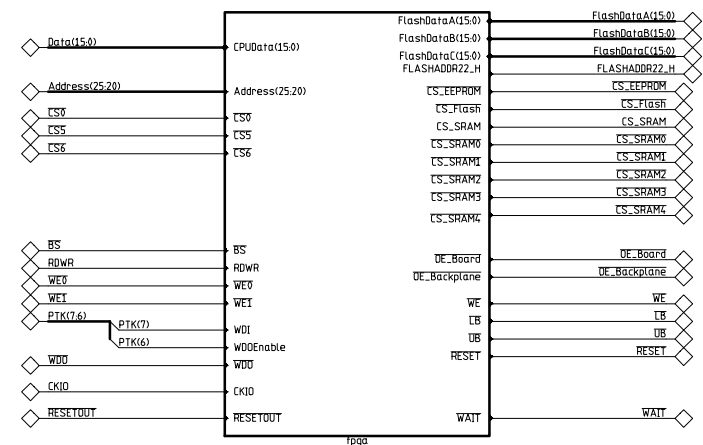 FlashDataA(15:0) FlashDataA(15:0)
FlashDataB(15:0) FlashDataB(15:0)
Data(15:0) CPUData(15:0) FlashDataC(15:0) FlashDataC(15:0)
FLASHADDR22_H FLASHADDR22_H
Address(25:20) Address(25:20) CS_EEPROM CS_EEPROM
CS_Flash CS_Flash
CS0 CS0 CS_SRAM CS_SRAM
CS5 CS5 CS_SRAM0 CS_SRAM0
CS6 CS6 CS_SRAM1 CS_SRAM1
CS_SRAM2 CS_SRAM2
CS_SRAM3 CS_SRAM3
CS_SRAM4 CS_SRAM4
BS BS OE_Board OE_Board
RDWR RDWR OE_Backplane OE_Backplane
WE0 WE0
WE1 WE1 WE WE
PTK(7:6) PTK(7) WDI LB LB
PTK(6) WDOEnable UB UB
WDO WDO RESET RESET
CKIO CKIO
RESETOUT RESETOUT WAIT WAIT
fpga